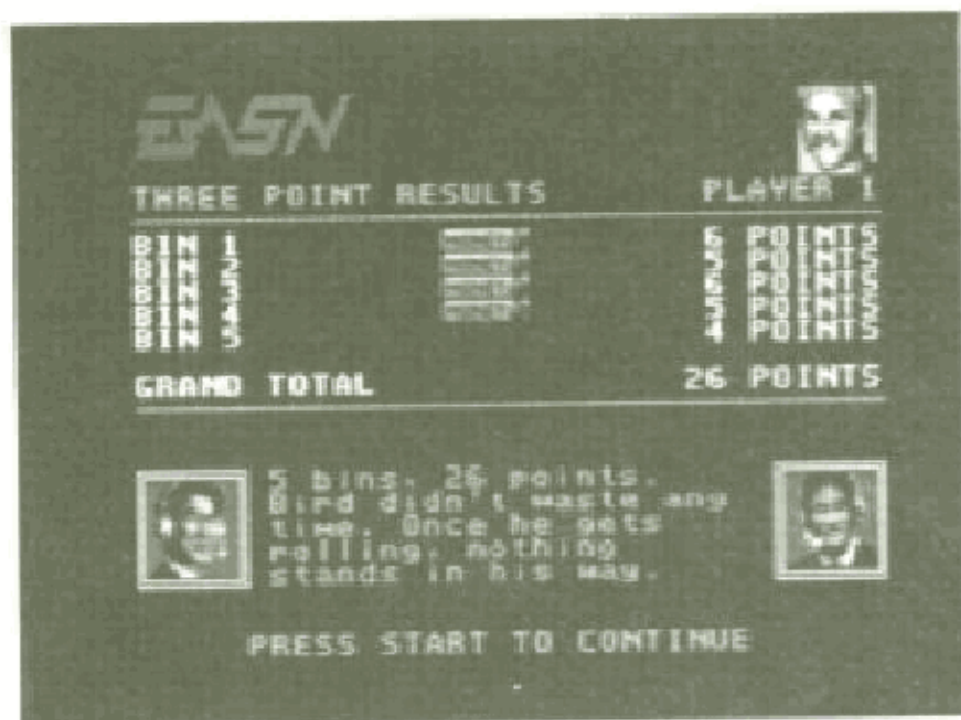 EASN
THREE POINT RESULTS PLAYER 1
BIN 1 6 POINTS
BIN 2 5 POINTS
BIN 3 6 POINTS
BIN 4 5 POINTS
BIN 5 4 POINTS
GRAND TOTAL 26 POINTS
5 bins, 26 points.
Bird didn't waste any
time. Once he gets
rolling, nothing
stands in his way.
PRESS START TO CONTINUE